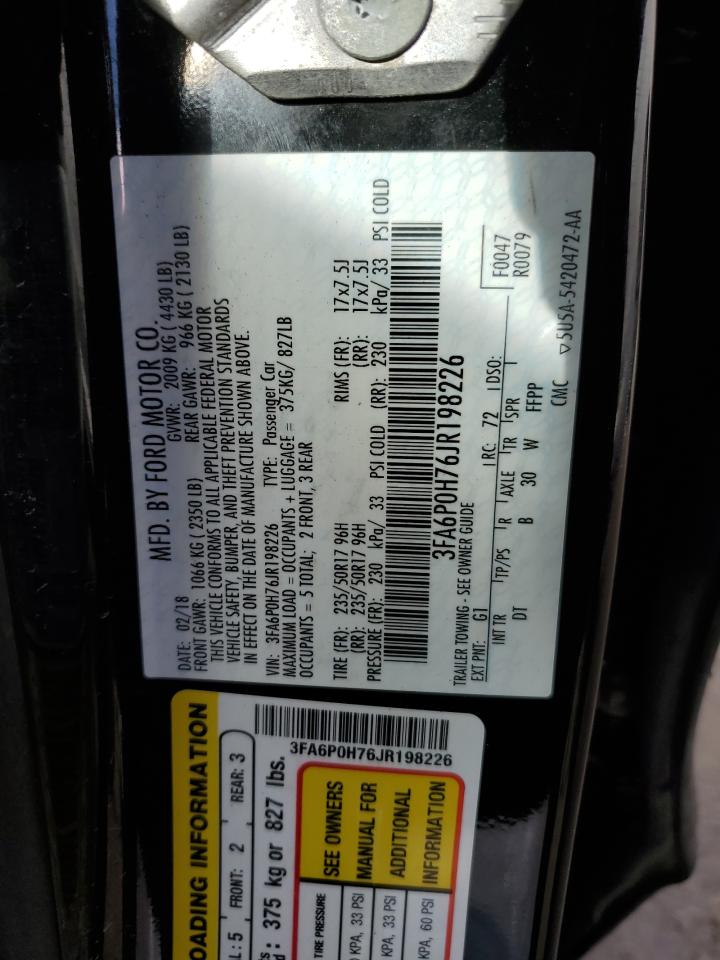 MFD. BY FORD MOTOR CO.
DATE: 02/18 GVWR: 2009 KG ( 4430 LB)
FRONT GAWR: 1066 KG ( 2350 LB) REAR GAWR: 966 KG ( 2130 LB)
THIS VEHICLE CONFORMS TO ALL APPLICABLE FEDERAL MOTOR
VEHICLE SAFETY, BUMPER, AND THEFT PREVENTION STANDARDS
IN EFFECT ON THE DATE OF MANUFACTURE SHOWN ABOVE.
VIN: 3FA6P0H76JR198226 TYPE: Passenger Car
MAXIMUM LOAD = OCCUPANTS + LUGGAGE = 375KG/ 827LB
OCCUPANTS = 5 TOTAL; 2 FRONT, 3 REAR
TIRE (FR): 235/50R17 96H RIMS (FR): 17x7.5J
(RR): 235/50R17 96H (RR): 17x7.5J
PRESSURE (FR): 230 kPa/ 33 PSI COLD (RR): 230 kPa/ 33 PSI COLD
3FA6P0H76JR198226
TRAILER TOWING - SEE OWNER GUIDE
EXT PNT: G1 RC: 72 DSO: F0047
R0079
INT TR TP/PS R AXLE TR SPR
DT B 30 W FFPP
CMC ▽5U5A-5420472-AA
3FA6P0H76JR198226
OADING INFORMATION
L: 5 FRONT: 2 REAR: 3
: 375 kg or 827 lbs.
TIRE PRESSURE SEE OWNERS
KPA, 33 PSI MANUAL FOR
KPA, 33 PSI ADDITIONAL
KPA, 60 PSI INFORMATION